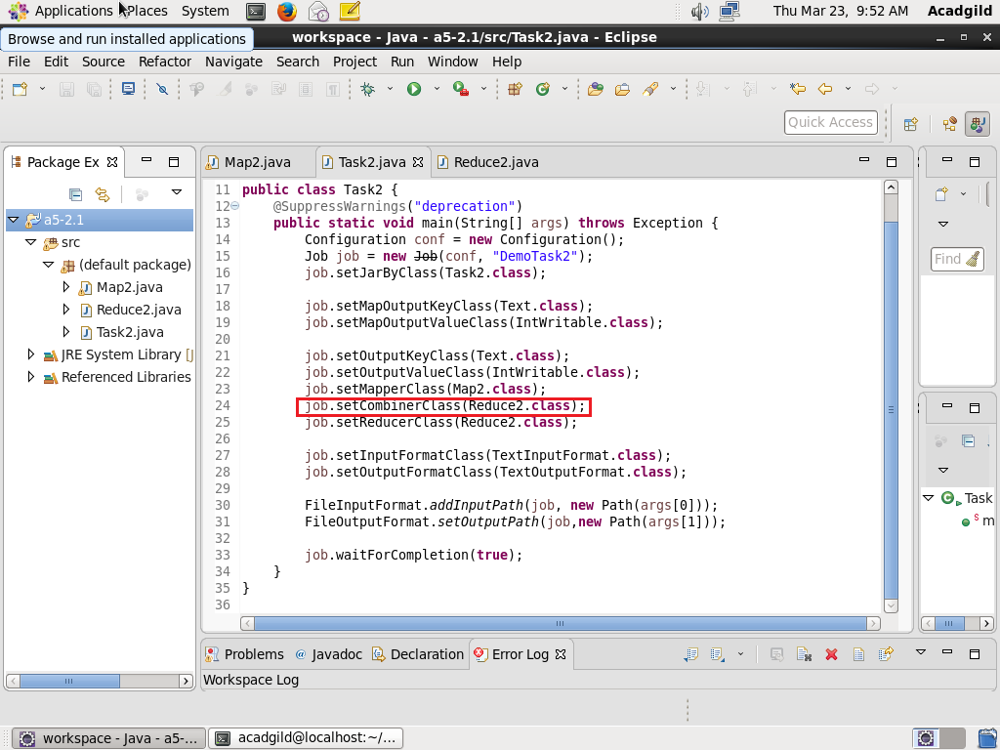 Applications Places System Thu Mar 23, 9:52 AM Acadgild
Browse and run installed applications
workspace - Java - a5-2.1/src/Task2.java - Eclipse
File Edit Source Refactor Navigate Search Project Run Window Help
Quick Access
Package Ex
Map2.java Task2.java Reduce2.java
a5-2.1
src
(default package)
Map2.java
Reduce2.java
Task2.java
JRE System Library [J
Referenced Libraries
11 public class Task2 {
12 @SuppressWarnings("deprecation")
13 public static void main(String[] args) throws Exception {
14 Configuration conf = new Configuration();
15 Job job = new Job(conf, "DemoTask2");
16 job.setJarByClass(Task2.class);
17
18 job.setMapOutputKeyClass(Text.class);
19 job.setMapOutputValueClass(IntWritable.class);
20
21 job.setOutputKeyClass(Text.class);
22 job.setOutputValueClass(IntWritable.class);
23 job.setMapperClass(Map2.class);
24 job.setCombinerClass(Reduce2.class);
25 job.setReducerClass(Reduce2.class);
26
27 job.setInputFormatClass(TextInputFormat.class);
28 job.setOutputFormatClass(TextOutputFormat.class);
29
30 FileInputFormat.addInputPath(job, new Path(args[0]));
31 FileOutputFormat.setOutputPath(job,new Path(args[1]));
32
33 job.waitForCompletion(true);
34 }
35 }
36
Find
Task
m
Problems @ Javadoc Declaration Error Log
Workspace Log
workspace - Java - a5-... acadgild@localhost:~/...